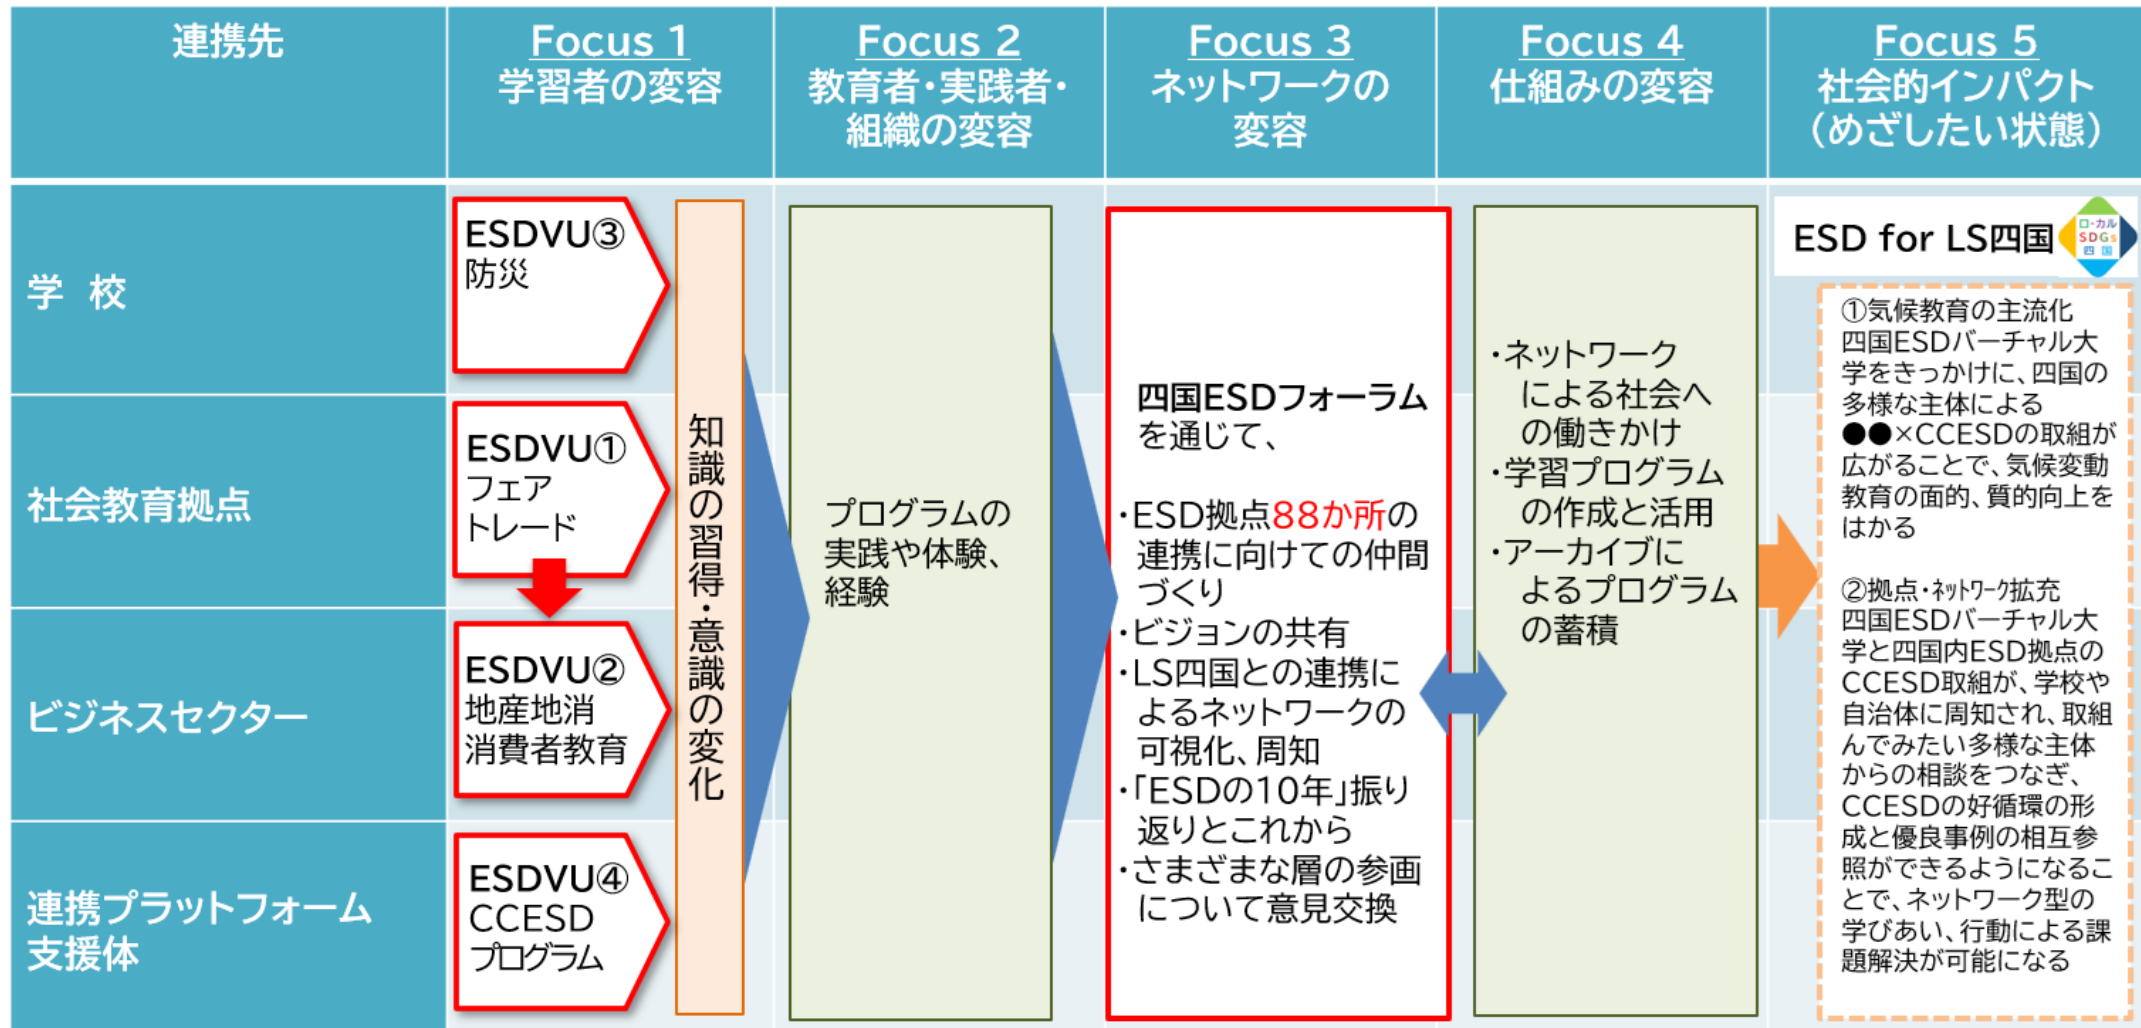 連携先
Focus 1
学習者の変容
Focus 2
教育者・実践者・
組織の変容
Focus 3
ネットワークの
変容
Focus 4
仕組みの変容
Focus 5
社会的インパクト
（めざしたい状態）
学 校
社会教育拠点
ビジネスセクター
連携プラットフォーム
支援体
ESDVU③
防災
ESDVU①
フェア
トレード
ESDVU②
地産地消
消費者教育
ESDVU④
CCESD
プログラム
知識の習得・意識の変化
プログラムの
実践や体験、
経験
四国ESDフォーラム
を通じて、
・ESD拠点88か所の
連携に向けての仲間
づくり
・ビジョンの共有
・LS四国との連携に
よるネットワークの
可視化、周知
・「ESDの10年」振り
返りとこれから
・さまざまな層の参画
について意見交換
・ネットワーク
による社会へ
の働きかけ
・学習プログラム
の作成と活用
・アーカイブに
よるプログラム
の蓄積
ESD for LS四国
ローカル
SDGs
四国
①気候教育の主流化
四国ESDバーチャル大
学をきっかけに、四国の
多様な主体による
●●×CCESDの取組が
広がることで、気候変動
教育の面的、質的向上を
はかる
②拠点・ネットワーク拡充
四国ESDバーチャル大
学と四国内ESD拠点の
CCESD取組が、学校や
自治体に周知され、取組
んでみたい多様な主体
からの相談をつなぎ、
CCESDの好循環の形
成と優良事例の相互参
照ができるようになるこ
とで、ネットワーク型の
学びあい、行動による課
題解決が可能になる